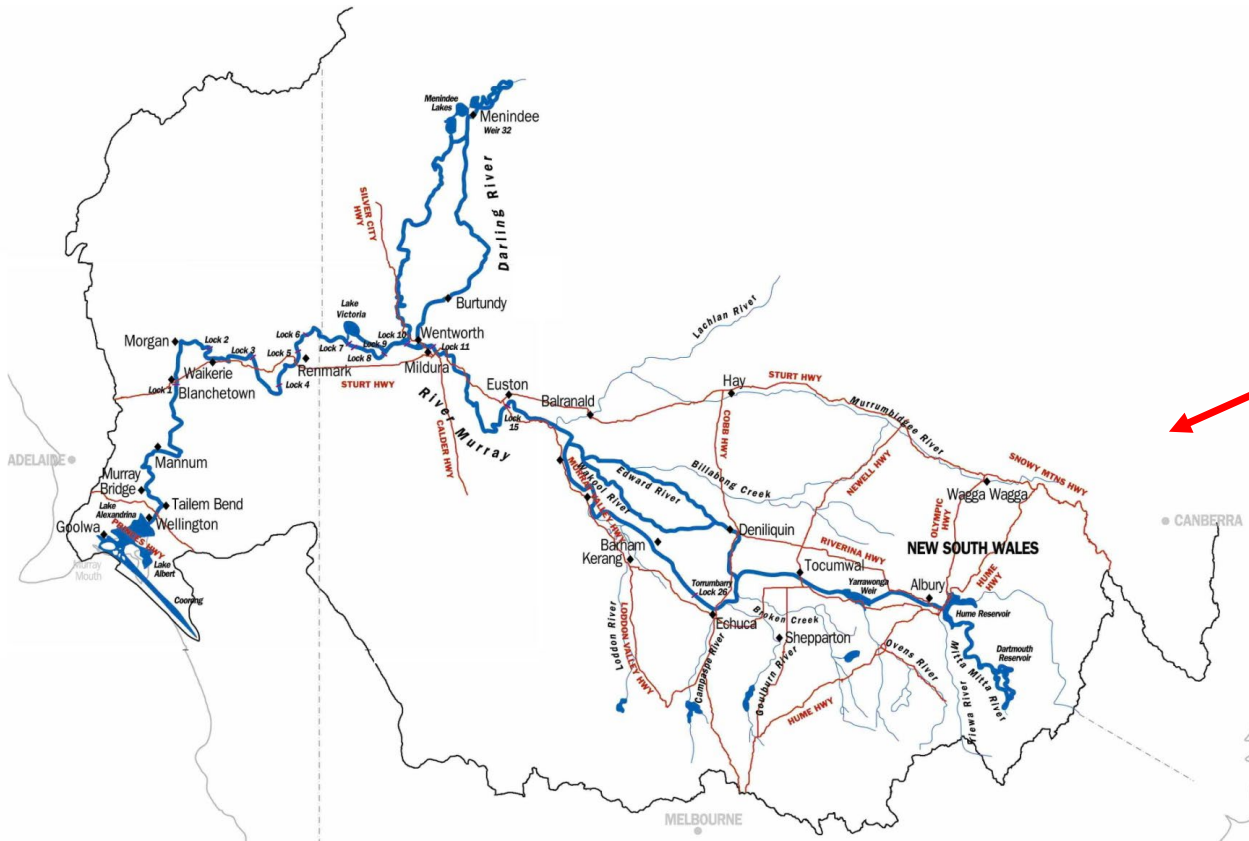 Menindee
Lakes
Menindee
Weir 32
Darling River
SILVER CITY
HWY
Burtundy
Lake
Victoria
Lachlan River
Morgan
Lock 2
Lock 3
Lock 6
Lock 5
Lock 7
Lock 8
Lock 9
Lock 10
Wentworth
Lock 11
Waikerie
Renmark
Mildura
Lock 1
Blanchetown
Lock 4
STURT HWY
Euston
Balranald
Hay
STURT HWY
Lock
15
River Murray
CALDER HWY
COBB HWY
Murrumbidgee River
ADELAIDE
Mannum
Murray
Bridge
Tailem Bend
Lake
Alexandrina
Wellington
Goolwa
PRINCES HWY
Murray
Mouth
Lake
Albert
Coorong
Wakool River
Edward River
Billabong Creek
NEWELL HWY
SNOWY MTNS HWY
Wagga Wagga
MURRAY VALLEY HWY
OLYMPIC
HWY
CANBERRA
Deniliquin
Barham
Kerang
RIVERINA HWY
NEW SOUTH WALES
HUME
HWY
Tocumwal
Torrumbarry
Lock 26
Yarrawonga
Weir
Albury
Hume Reservoir
Echuca
Broken Creek
Shepparton
Loddon River
LODDON VALLEY HWY
Campaspe River
Goulburn River
Ovens River
HUME HWY
Kiewa River
Mitta Mitta River
Dartmouth
Reservoir
MELBOURNE